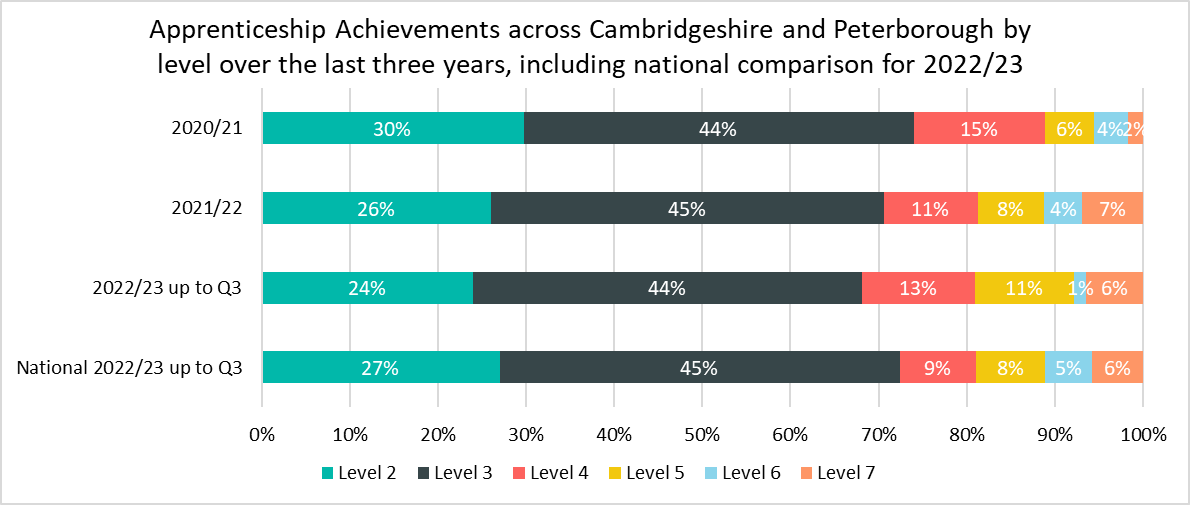 Apprenticeship Achievements across Cambridgeshire and Peterborough by
level over the last three years, including national comparison for 2022/23
2020/21 30% 44% 15% 6% 4% 2%
2021/22 26% 45% 11% 8% 4% 7%
2022/23 up to Q3 24% 44% 13% 11% 1% 6%
National 2022/23 up to Q3 27% 45% 9% 8% 5% 6%
0% 10% 20% 30% 40% 50% 60% 70% 80% 90% 100%
Level 2 Level 3 Level 4 Level 5 Level 6 Level 7